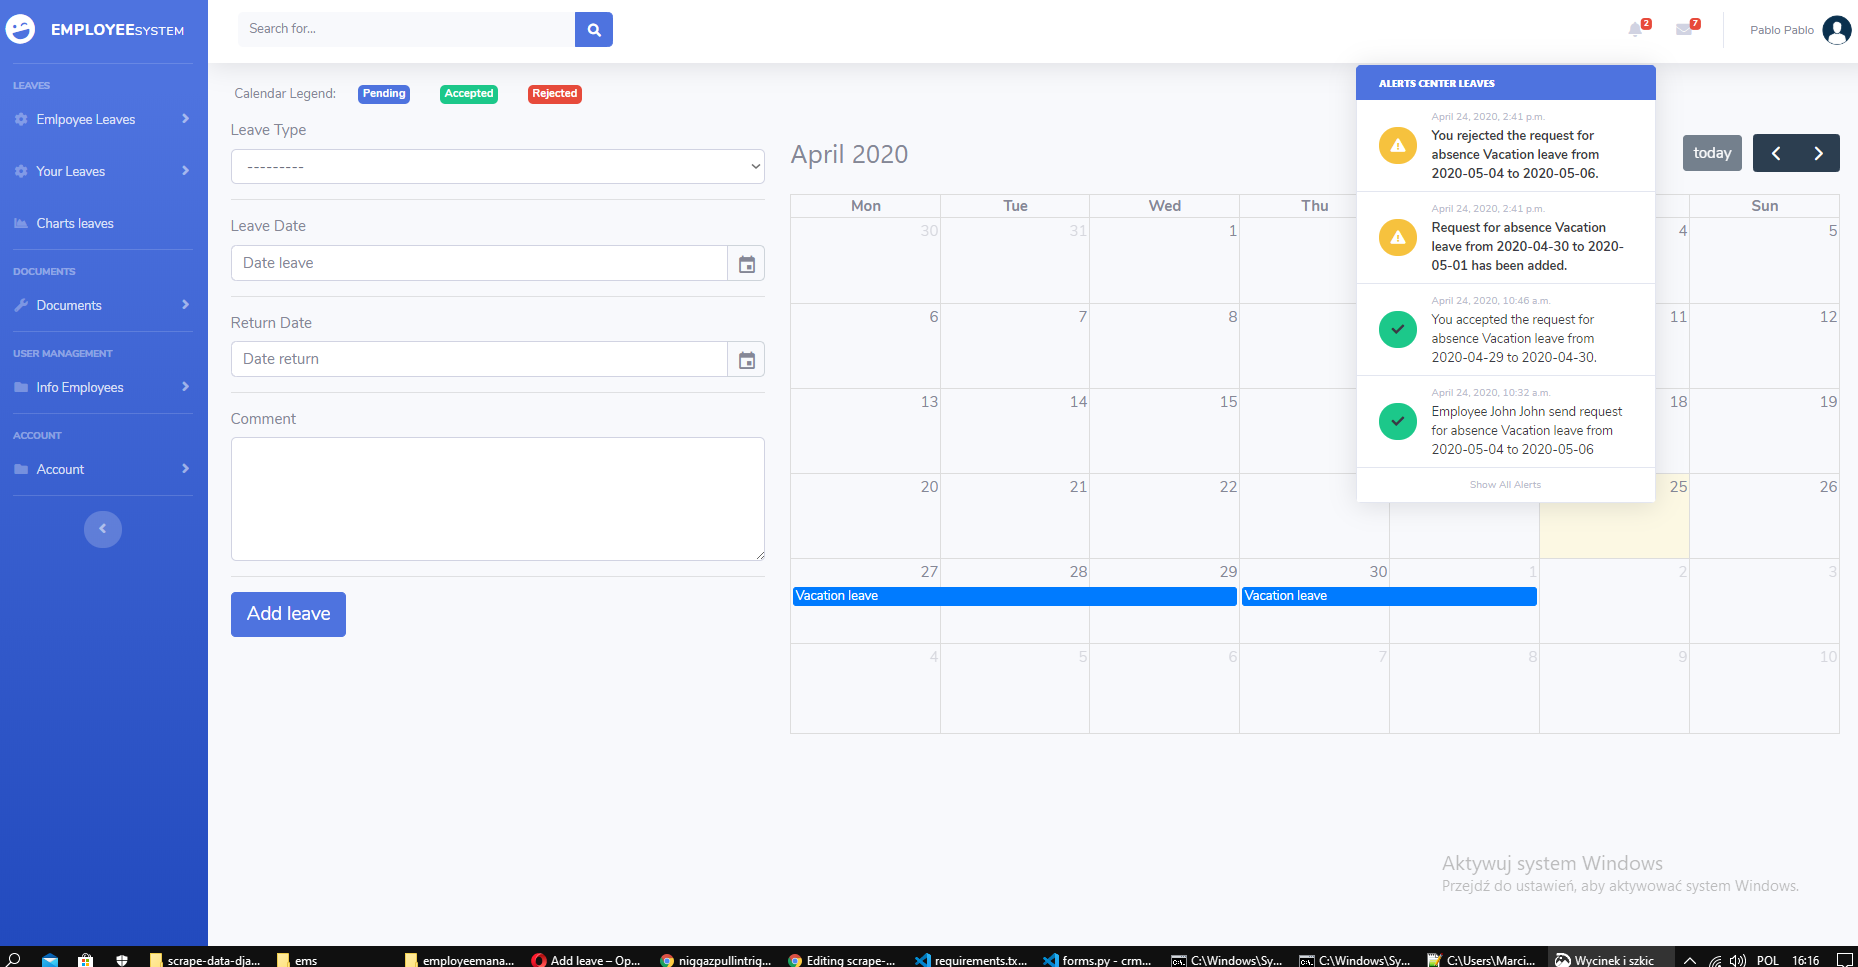 EMPLOYEESYSTEM
Search for...
2
7
Pablo Pablo
LEAVES
Emlpoyee Leaves
Your Leaves
Charts leaves
DOCUMENTS
Documents
USER MANAGEMENT
Info Employees
ACCOUNT
Account
Calendar Legend: Pending Accepted Rejected
Leave Type
---------
Leave Date
Date leave
Return Date
Date return
Comment
Add leave
April 2020
today
Mon Tue Wed Thu Sun
30 31 1 4 5
6 7 8 11 12
13 14 15 18 19
20 21 22 25 26
27 28 29 30 1 2 3
Vacation leave Vacation leave
4 5 6 7 8 9 10
ALERTS CENTER LEAVES
April 24, 2020, 2:41 p.m.
You rejected the request for
absence Vacation leave from
2020-05-04 to 2020-05-06.
April 24, 2020, 2:41 p.m.
Request for absence Vacation
leave from 2020-04-30 to 2020-
05-01 has been added.
April 24, 2020, 10:46 a.m.
You accepted the request for
absence Vacation leave from
2020-04-29 to 2020-04-30.
April 24, 2020, 10:32 a.m.
Employee John John send request
for absence Vacation leave from
2020-05-04 to 2020-05-06
Show All Alerts
Aktywuj system Windows
Przejdź do ustawień, aby aktywować system Windows.
scrape-data-dja... ems employeemana... Add leave – Op... niggazpullintrig... Editing scrape-... requirements.tx... forms.py - crm... C:\Windows\Sy... C:\Windows\Sy... C:\Users\Marci... Wycinek i szkic POL 16:16